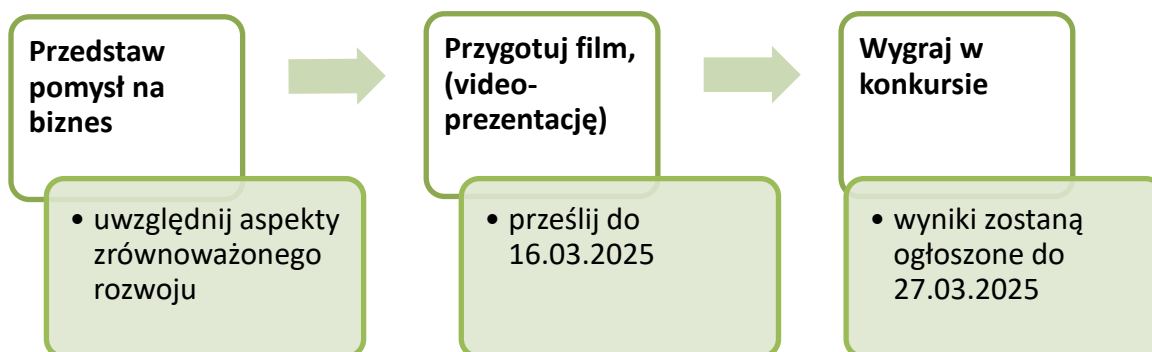 Przedstaw
pomysł na
biznes
• uwzględnij aspekty
zrównoważonego
rozwoju
Przygotuj film,
(video-
prezentację)
• prześlij do
16.03.2025
Wygraj w
konkursie
• wyniki zostaną
ogłoszone do
27.03.2025